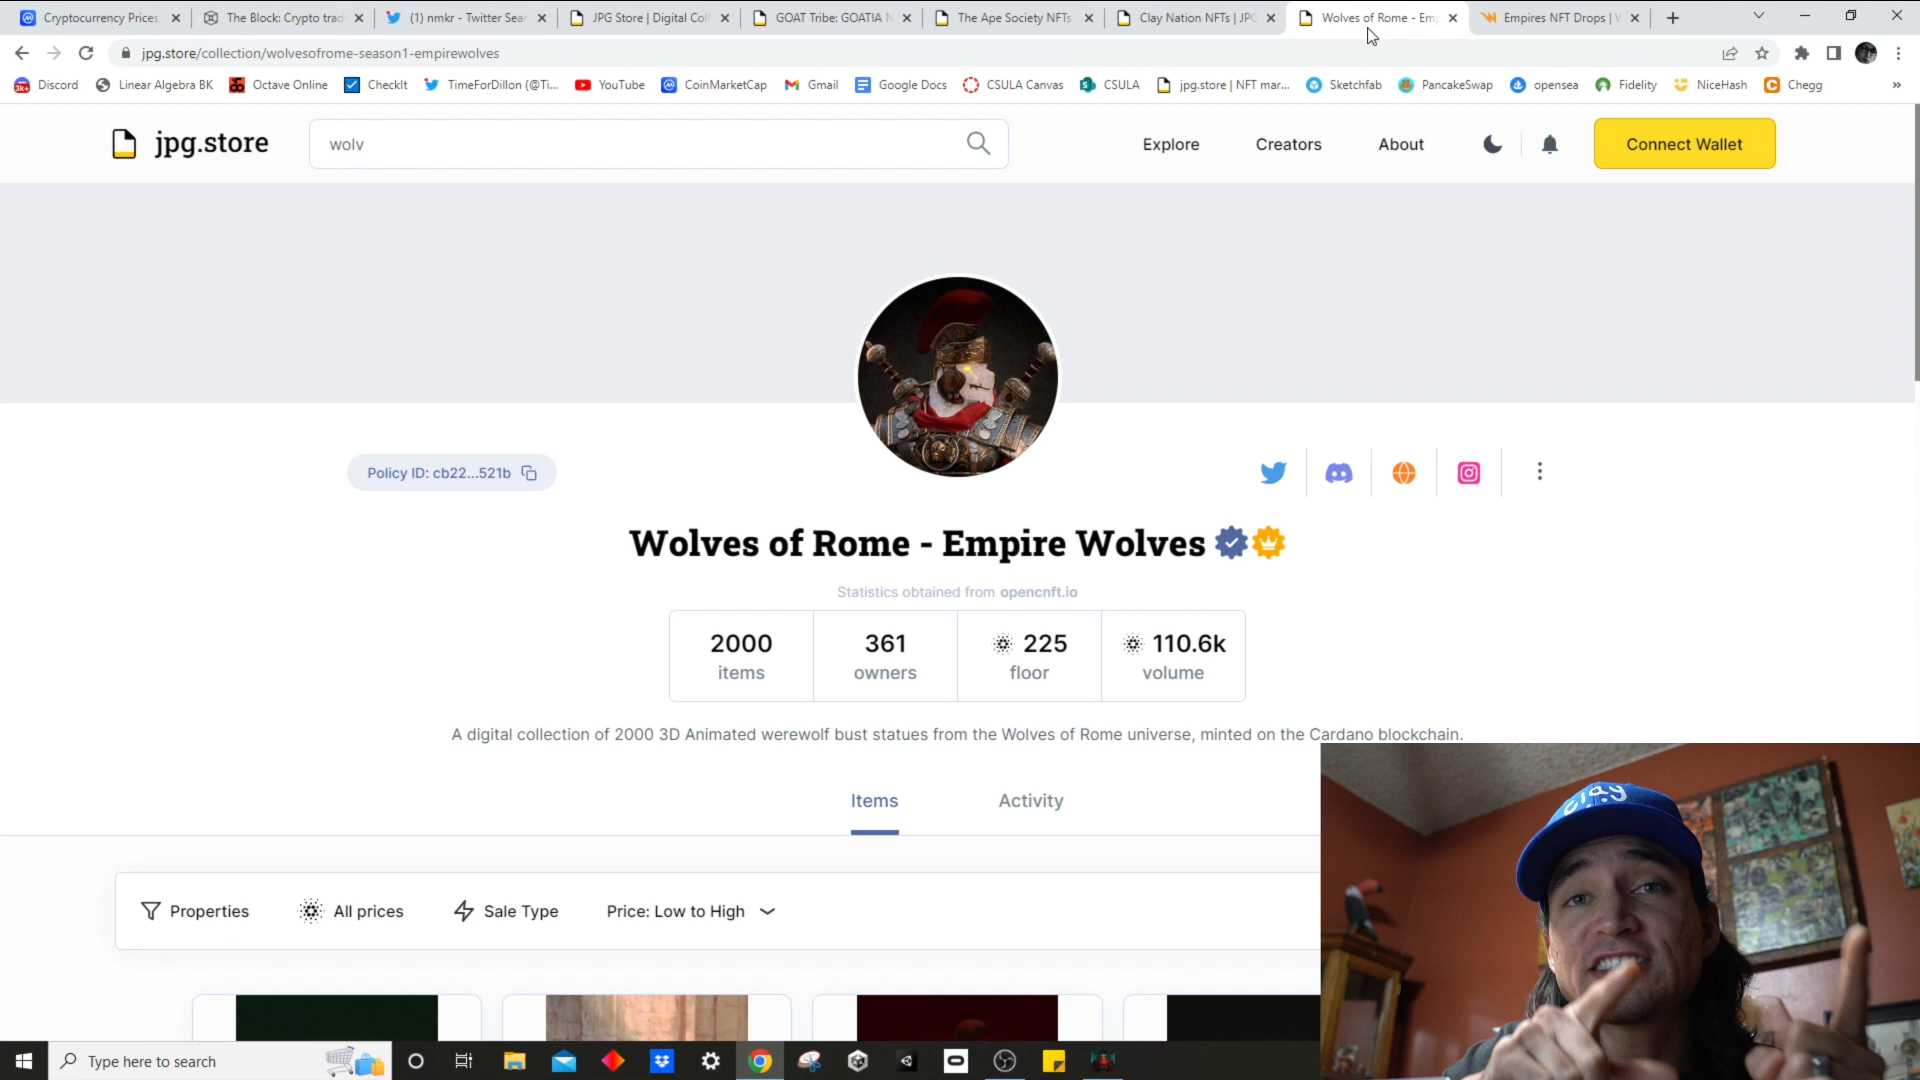 Cryptocurrency Prices
The Block: Crypto trad
(1) nmkr - Twitter Sear
JPG Store | Digital Coll
GOAT Tribe: GOATIA N
The Ape Society NFTs
Clay Nation NFTs | JPG
Wolves of Rome - Emp
Empires NFT Drops | W
jpg.store/collection/wolvesofrome-season1-empirewolves
3k+ Discord
Linear Algebra BK
Octave Online
CheckIt
TimeForDillon (@Ti...
YouTube
CoinMarketCap
Gmail
Google Docs
CSULA Canvas
CSULA
jpg.store | NFT mar...
Sketchfab
PancakeSwap
opensea
Fidelity
NiceHash
Chegg
»
jpg.store
wolv
Explore
Creators
About
Connect Wallet
Policy ID: cb22...521b
Wolves of Rome - Empire Wolves
Statistics obtained from opencnft.io
2000 361 225 110.6k
items owners floor volume
A digital collection of 2000 3D Animated werewolf bust statues from the Wolves of Rome universe, minted on the Cardano blockchain.
Items Activity
Properties All prices Sale Type Price: Low to High
clay
Type here to search